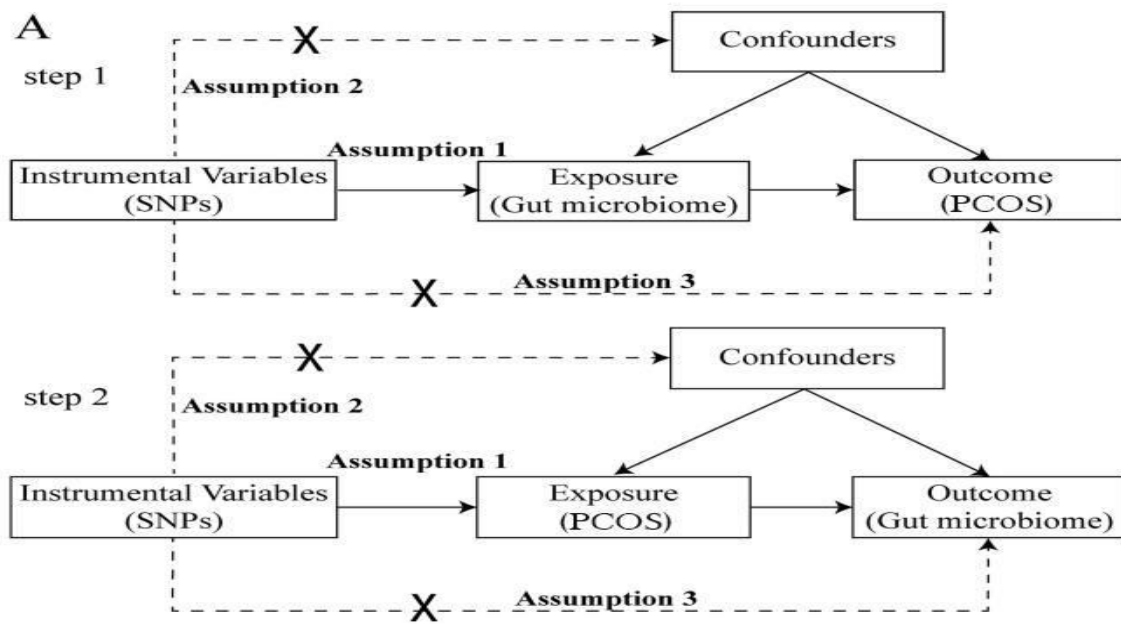 A
step 1
X
Confounders
Assumption 2
Assumption 1
Instrumental Variables
(SNPs)
Exposure
(Gut microbiome)
Outcome
(PCOS)
X
Assumption 3
step 2
X
Confounders
Assumption 2
Assumption 1
Instrumental Variables
(SNPs)
Exposure
(PCOS)
Outcome
(Gut microbiome)
X
Assumption 3